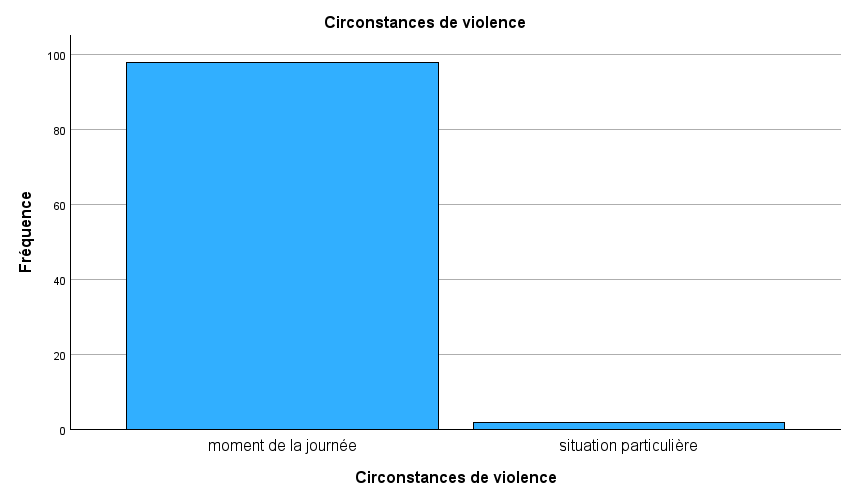 Circonstances de violence
Fréquence
100
80
60
40
20
0
moment de la journée
situation particulière
Circonstances de violence